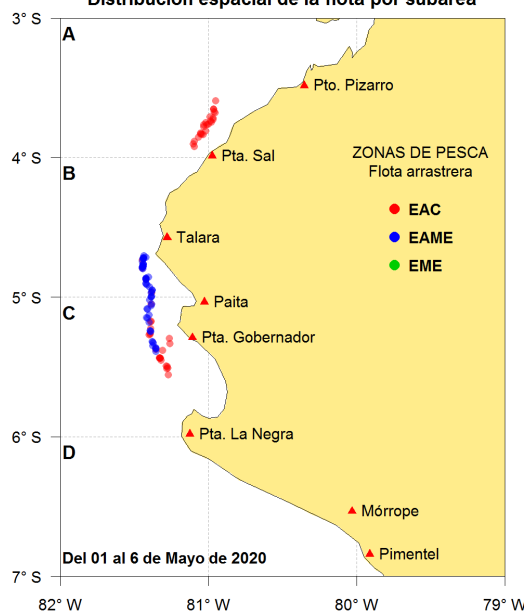 Distribución espacial de la flota por subárea
3° S
A
Pto. Pizarro
4° S
Pta. Sal
ZONAS DE PESCA
B
Flota arrastrera
EAC
Talara
EAME
EME
5° S
Paita
C
Pta. Gobernador
6° S
Pta. La Negra
D
Mórrope
Del 01 al 6 de Mayo de 2020
Pimentel
7° S
82° W
81° W
80° W
79° W